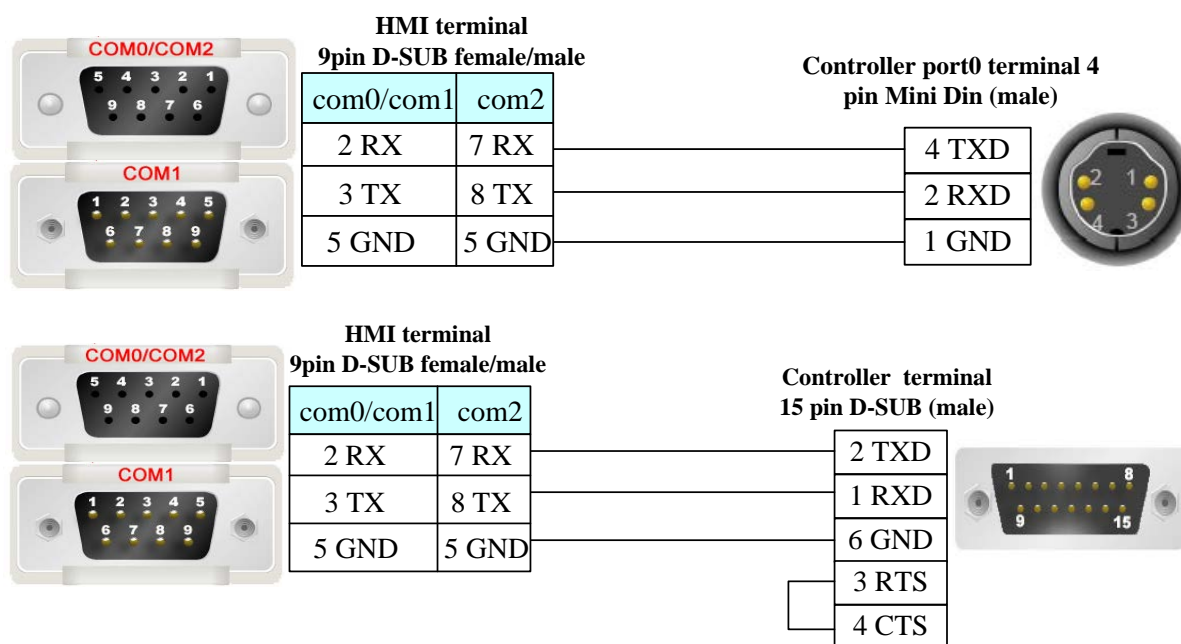 HMI terminal
9pin D-SUB female/male
COM0/COM2
5 4 3 2 1
9 8 7 6
COM1
1 2 3 4 5
6 7 8 9
com0/com1 com2
2 RX 7 RX
3 TX 8 TX
5 GND 5 GND
Controller port0 terminal 4
pin Mini Din (male)
4 TXD
2 RXD
1 GND
2 1
4 3
HMI terminal
9pin D-SUB female/male
COM0/COM2
5 4 3 2 1
9 8 7 6
COM1
1 2 3 4 5
6 7 8 9
com0/com1 com2
2 RX 7 RX
3 TX 8 TX
5 GND 5 GND
Controller terminal
15 pin D-SUB (male)
2 TXD
1 RXD
6 GND
3 RTS
4 CTS
1 8
9 15